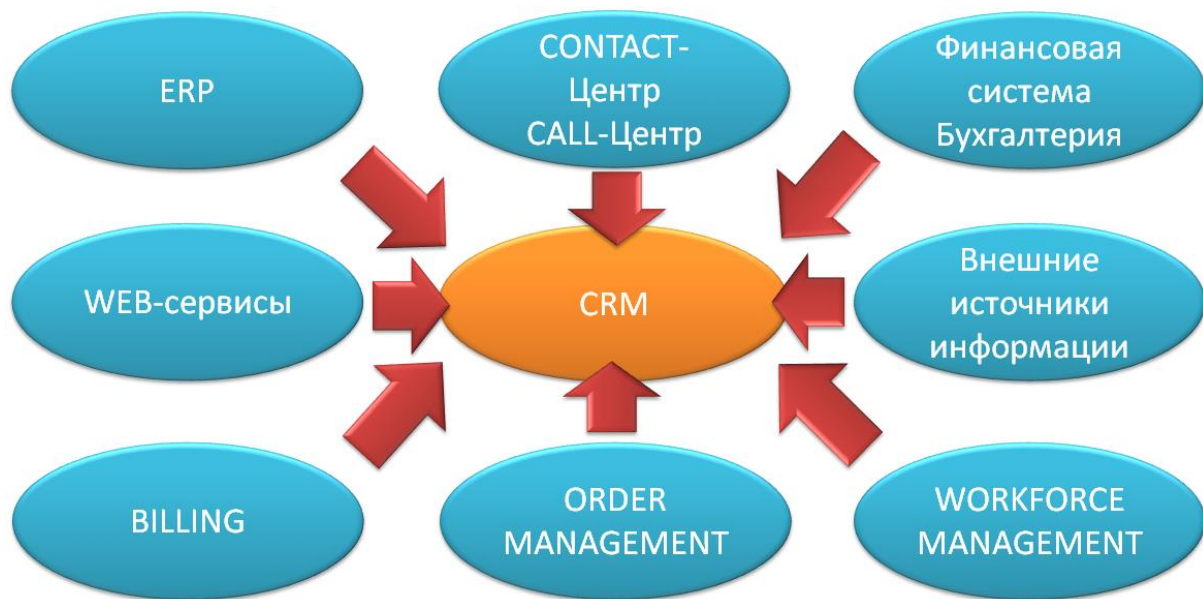 ERP
CONTACT-
Центр
CALL-Центр
Финансовая
система
Бухгалтерия
WEB-сервисы
CRM
Внешние
источники
информации
BILLING
ORDER
MANAGEMENT
WORKFORCE
MANAGEMENT